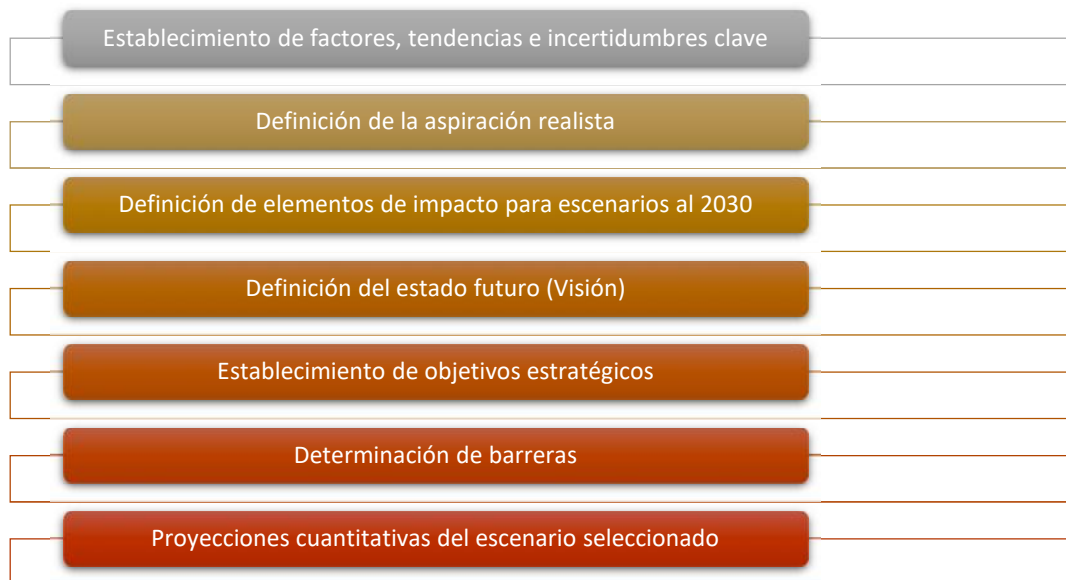 Establecimiento de factores, tendencias e incertidumbres clave
Definición de la aspiración realista
Definición de elementos de impacto para escenarios al 2030
Definición del estado futuro (Visión)
Establecimiento de objetivos estratégicos
Determinación de barreras
Proyecciones cuantitativas del escenario seleccionado